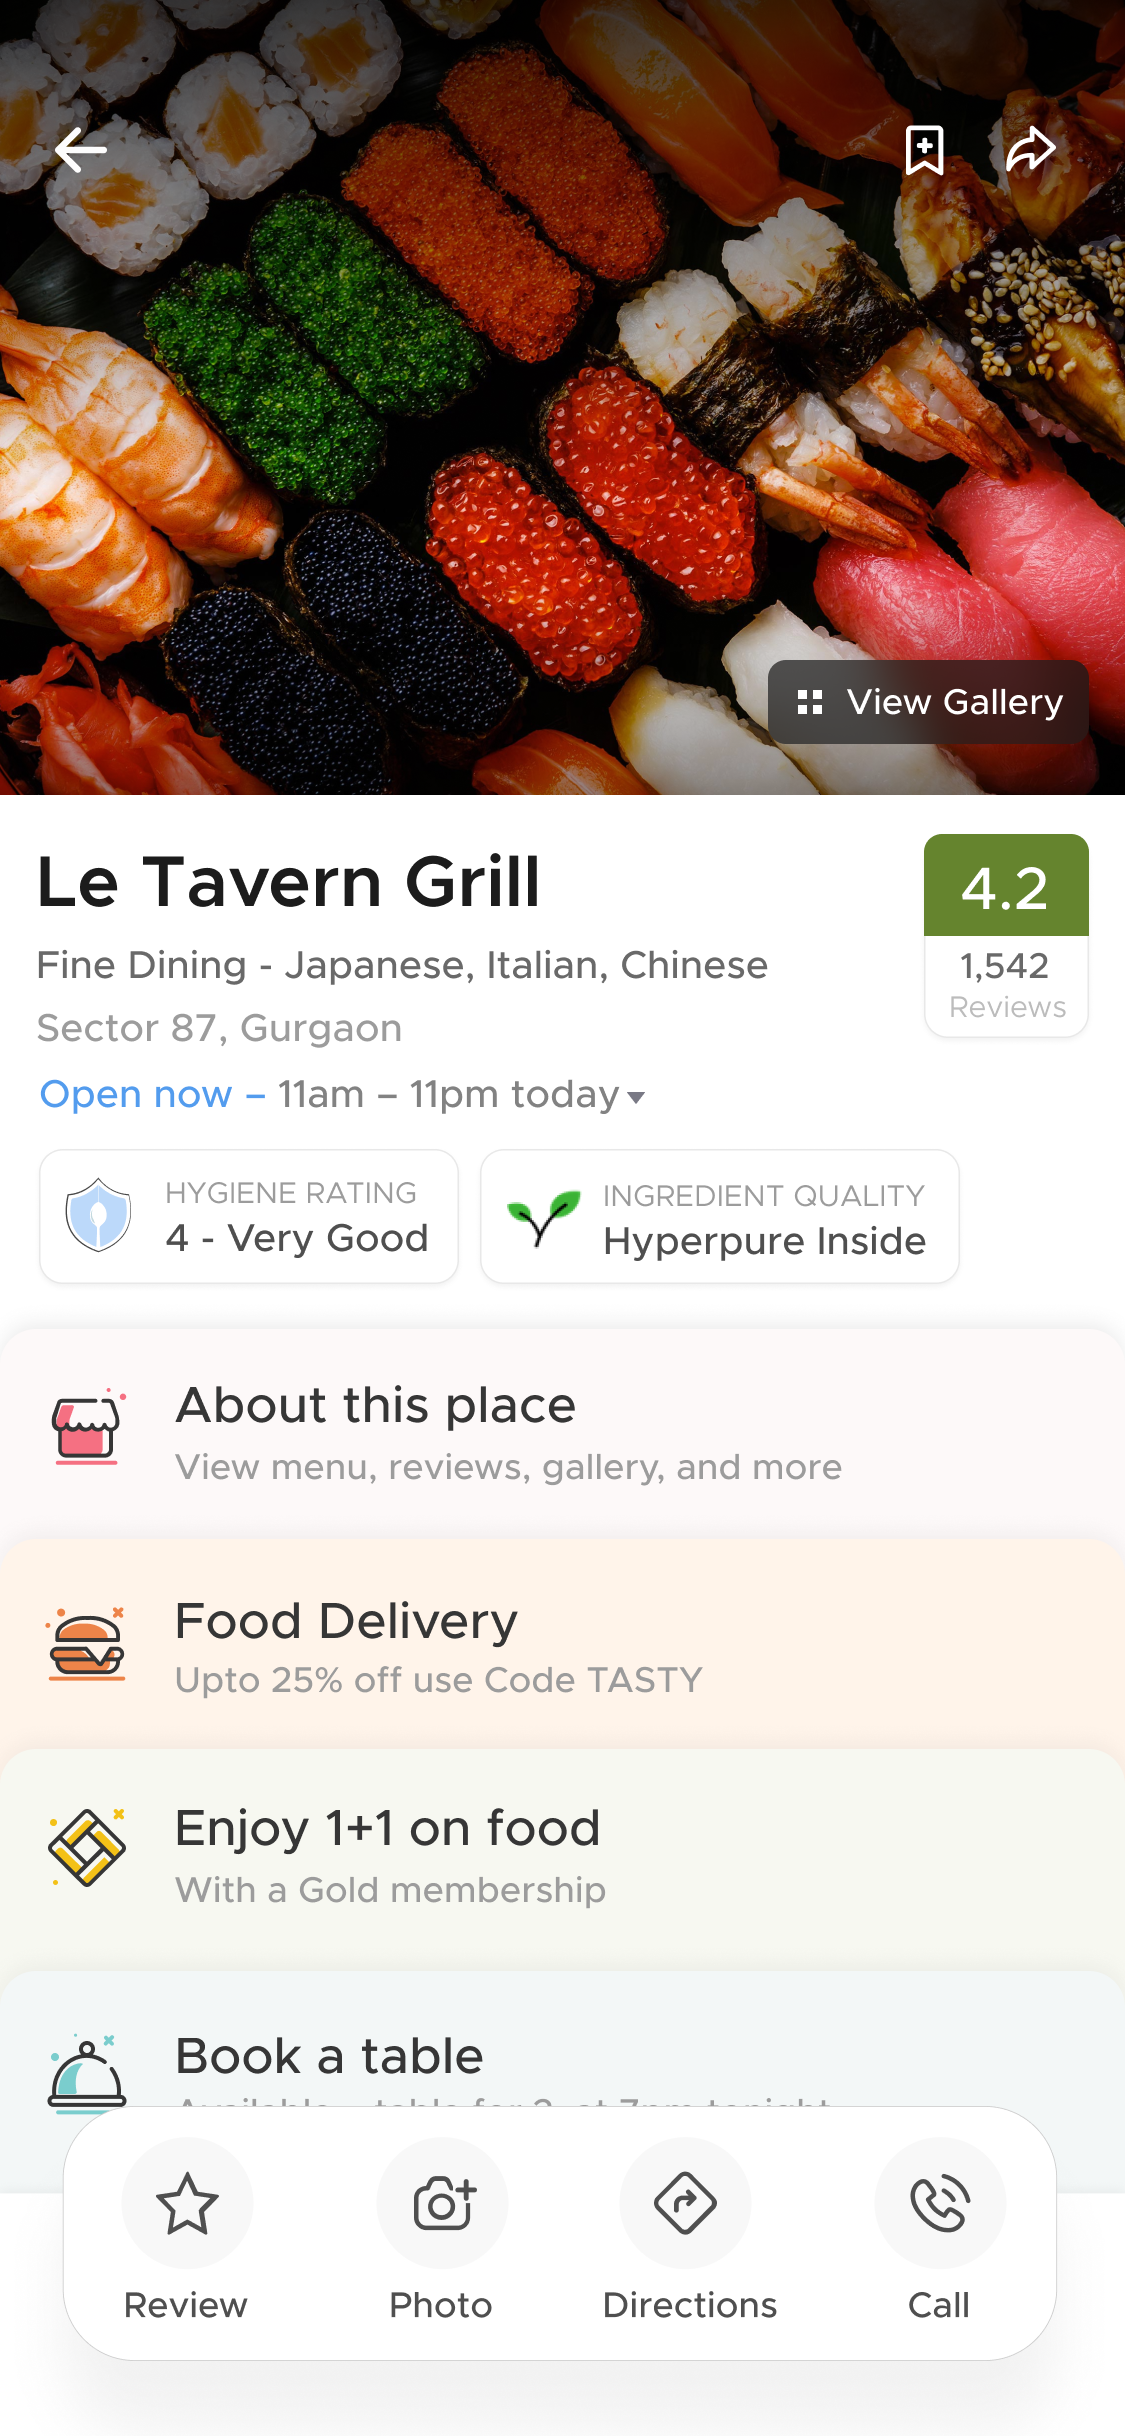 View Gallery
Le Tavern Grill
4.2
Fine Dining - Japanese, Italian, Chinese
1,542
Reviews
Sector 87, Gurgaon
Open now – 11am – 11pm today
HYGIENE RATING
4 - Very Good
INGREDIENT QUALITY
Hyperpure Inside
About this place
View menu, reviews, gallery, and more
Food Delivery
Upto 25% off use Code TASTY
Enjoy 1+1 on food
With a Gold membership
Book a table
Review
Photo
Directions
Call